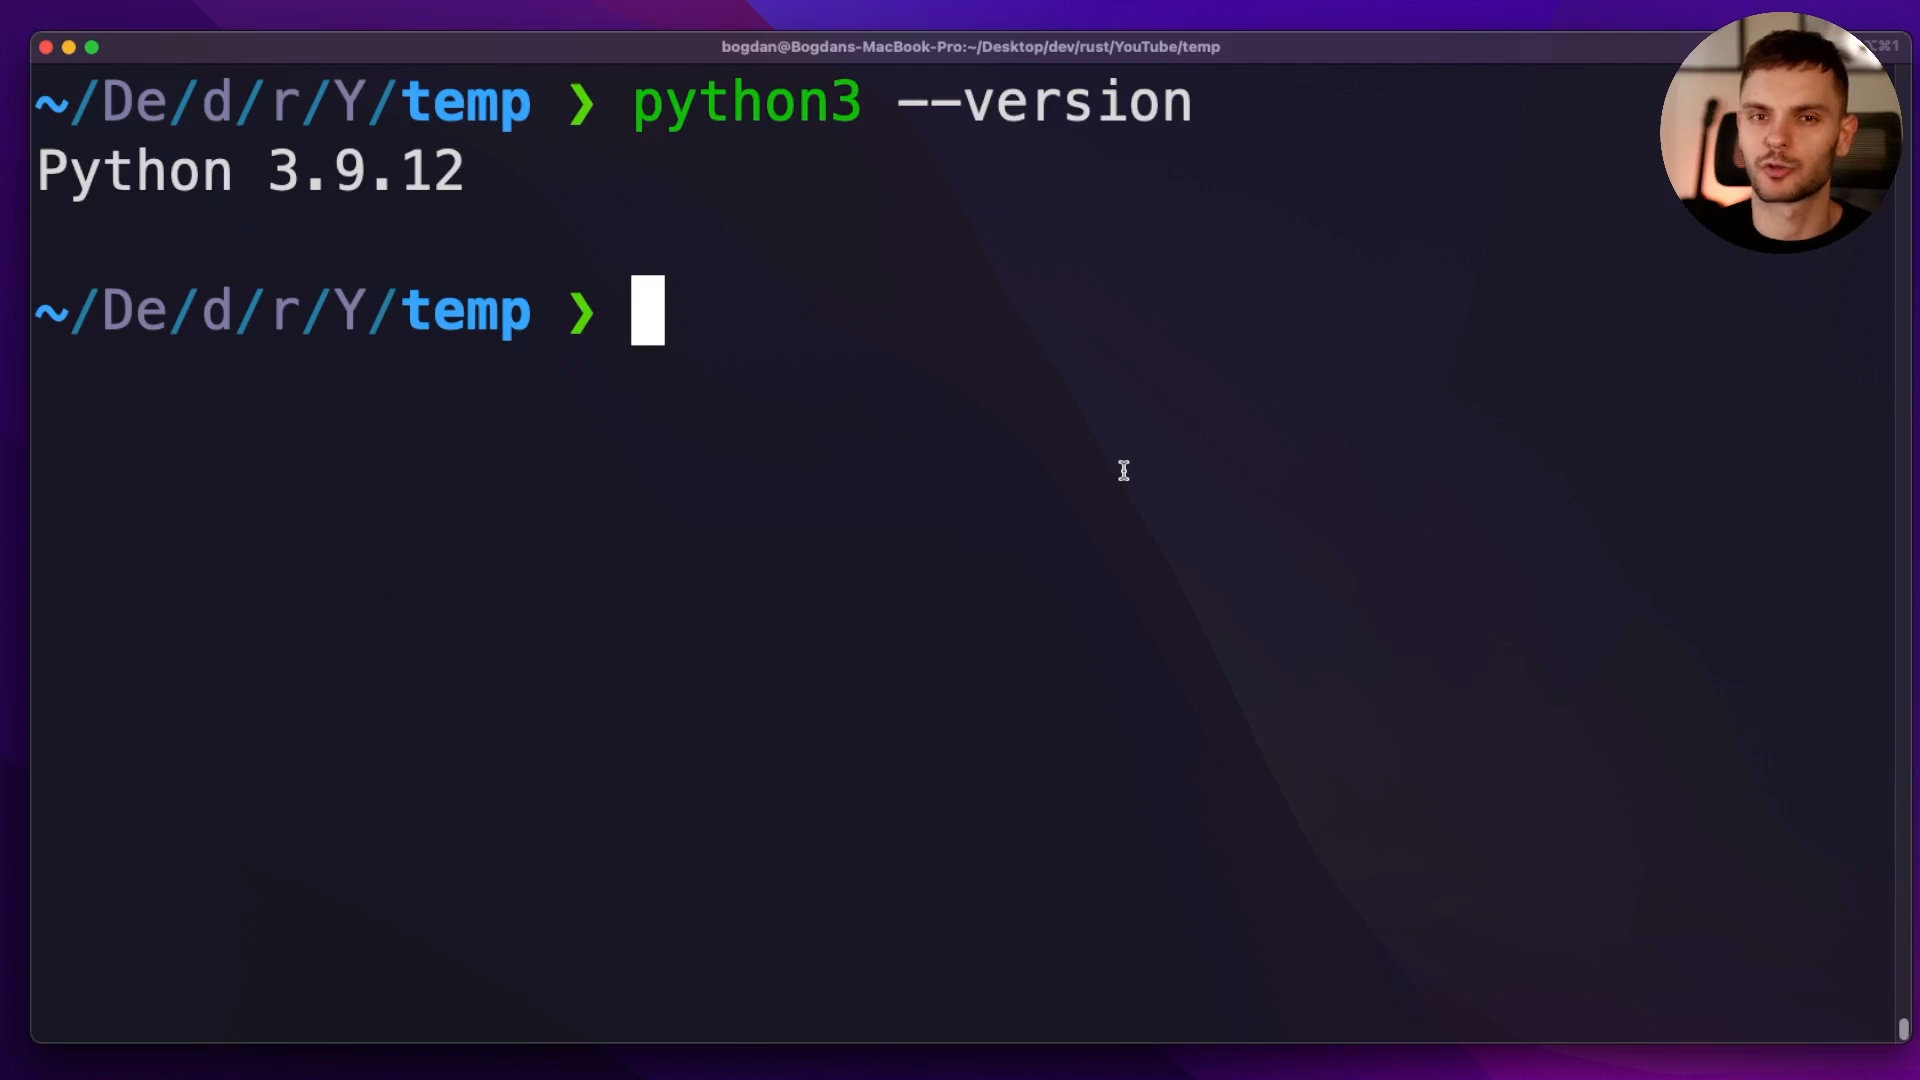 bogdan@Bogdans-MacBook-Pro:~/Desktop/dev/rust/YouTube/temp
⌥⌘1
~/De/d/r/Y/temp ❯ python3 --version
Python 3.9.12
~/De/d/r/Y/temp ❯